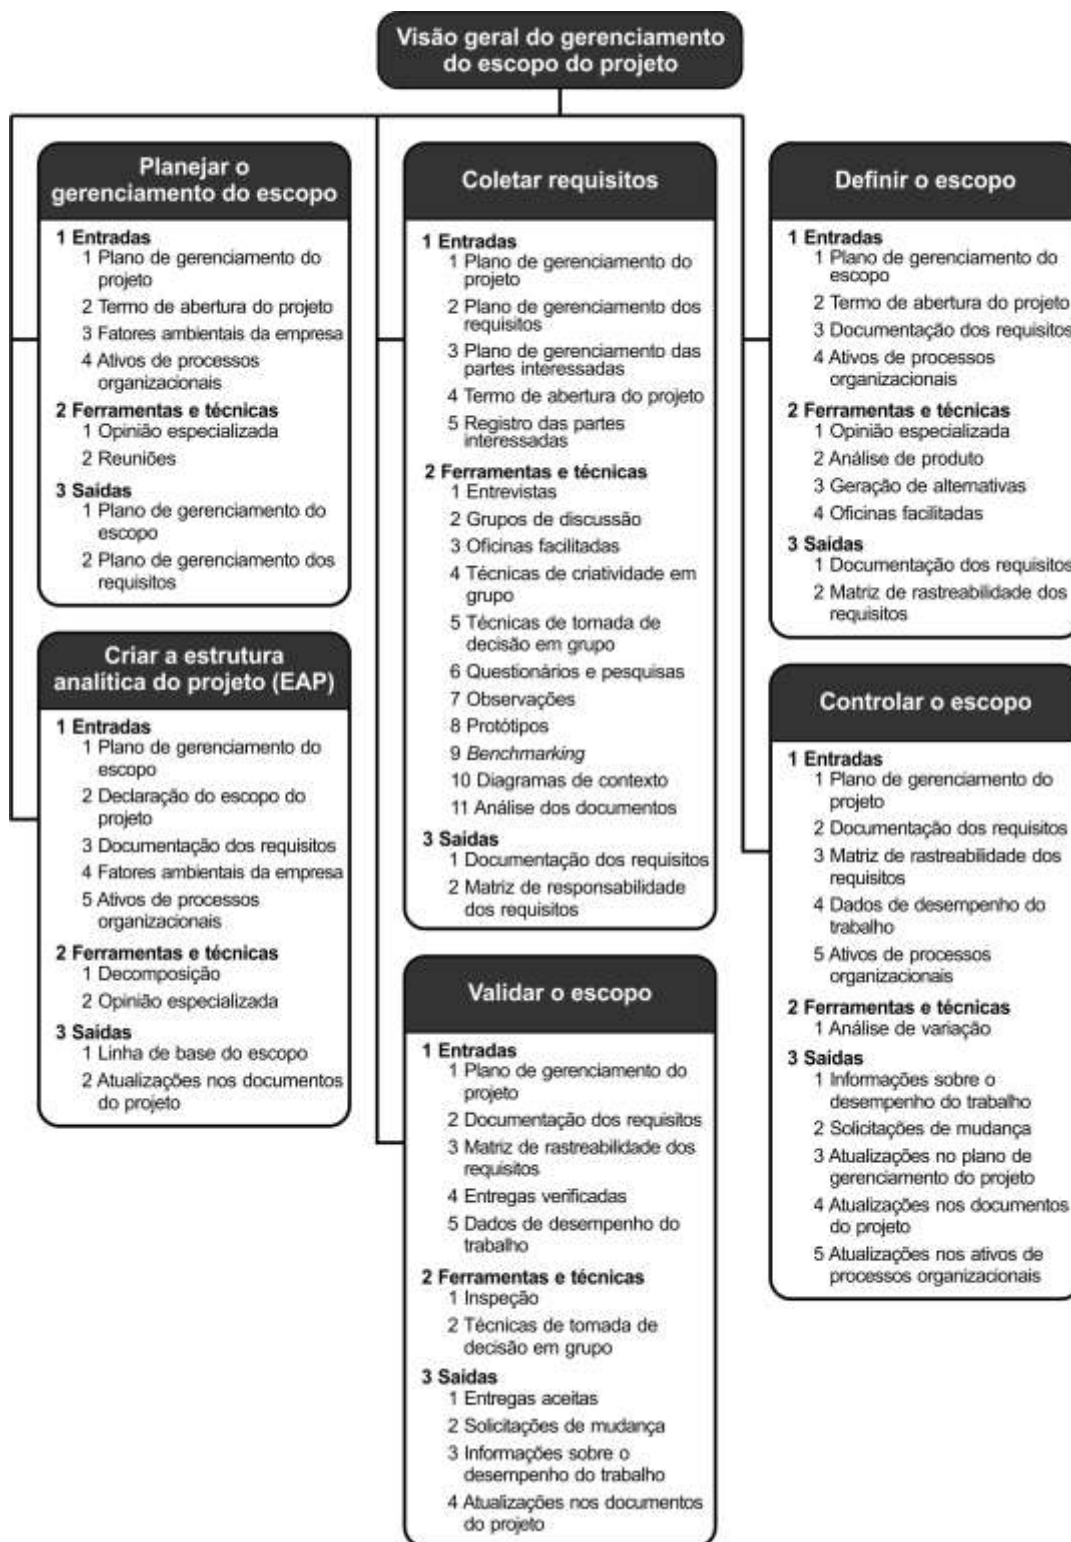 Visão geral do gerenciamento
do escopo do projeto
Planejar o
gerenciamento do escopo
1 Entradas
1 Plano de gerenciamento do
projeto
2 Termo de abertura do projeto
3 Fatores ambientais da empresa
4 Ativos de processos
organizacionais
2 Ferramentas e técnicas
1 Opinião especializada
2 Reuniões
3 Saídas
1 Plano de gerenciamento do
escopo
2 Plano de gerenciamento dos
requisitos
Coletar requisitos
1 Entradas
1 Plano de gerenciamento do
projeto
2 Plano de gerenciamento dos
requisitos
3 Plano de gerenciamento das
partes interessadas
4 Termo de abertura do projeto
5 Registro das partes
interessadas
2 Ferramentas e técnicas
1 Entrevistas
2 Grupos de discussão
3 Oficinas facilitadas
4 Técnicas de criatividade em
grupo
5 Técnicas de tomada de
decisão em grupo
6 Questionários e pesquisas
7 Observações
8 Protótipos
9 Benchmarking
10 Diagramas de contexto
11 Análise dos documentos
3 Saídas
1 Documentação dos requisitos
2 Matriz de responsabilidade
dos requisitos
Definir o escopo
1 Entradas
1 Plano de gerenciamento do
escopo
2 Termo de abertura do projeto
3 Documentação dos requisitos
4 Ativos de processos
organizacionais
2 Ferramentas e técnicas
1 Opinião especializada
2 Análise de produto
3 Geração de alternativas
4 Oficinas facilitadas
3 Saídas
1 Documentação dos requisitos
2 Matriz de rastreabilidade dos
requisitos
Criar a estrutura
analítica do projeto (EAP)
1 Entradas
1 Plano de gerenciamento do
escopo
2 Declaração do escopo do
projeto
3 Documentação dos requisitos
4 Fatores ambientais da empresa
5 Ativos de processos
organizacionais
2 Ferramentas e técnicas
1 Decomposição
2 Opinião especializada
3 Saídas
1 Linha de base do escopo
2 Atualizações nos documentos
do projeto
Validar o escopo
1 Entradas
1 Plano de gerenciamento do
projeto
2 Documentação dos requisitos
3 Matriz de rastreabilidade dos
requisitos
4 Entregas verificadas
5 Dados de desempenho do
trabalho
2 Ferramentas e técnicas
1 Inspeção
2 Técnicas de tomada de
decisão em grupo
3 Saídas
1 Entregas aceitas
2 Solicitações de mudança
3 Informações sobre o
desempenho do trabalho
4 Atualizações nos documentos
do projeto
Controlar o escopo
1 Entradas
1 Plano de gerenciamento do
projeto
2 Documentação dos requisitos
3 Matriz de rastreabilidade dos
requisitos
4 Dados de desempenho do
trabalho
5 Ativos de processos
organizacionais
2 Ferramentas e técnicas
1 Análise de variação
3 Saídas
1 Informações sobre o
desempenho do trabalho
2 Solicitações de mudança
3 Atualizações no plano de
gerenciamento do projeto
4 Atualizações nos documentos
do projeto
5 Atualizações nos ativos de
processos organizacionais